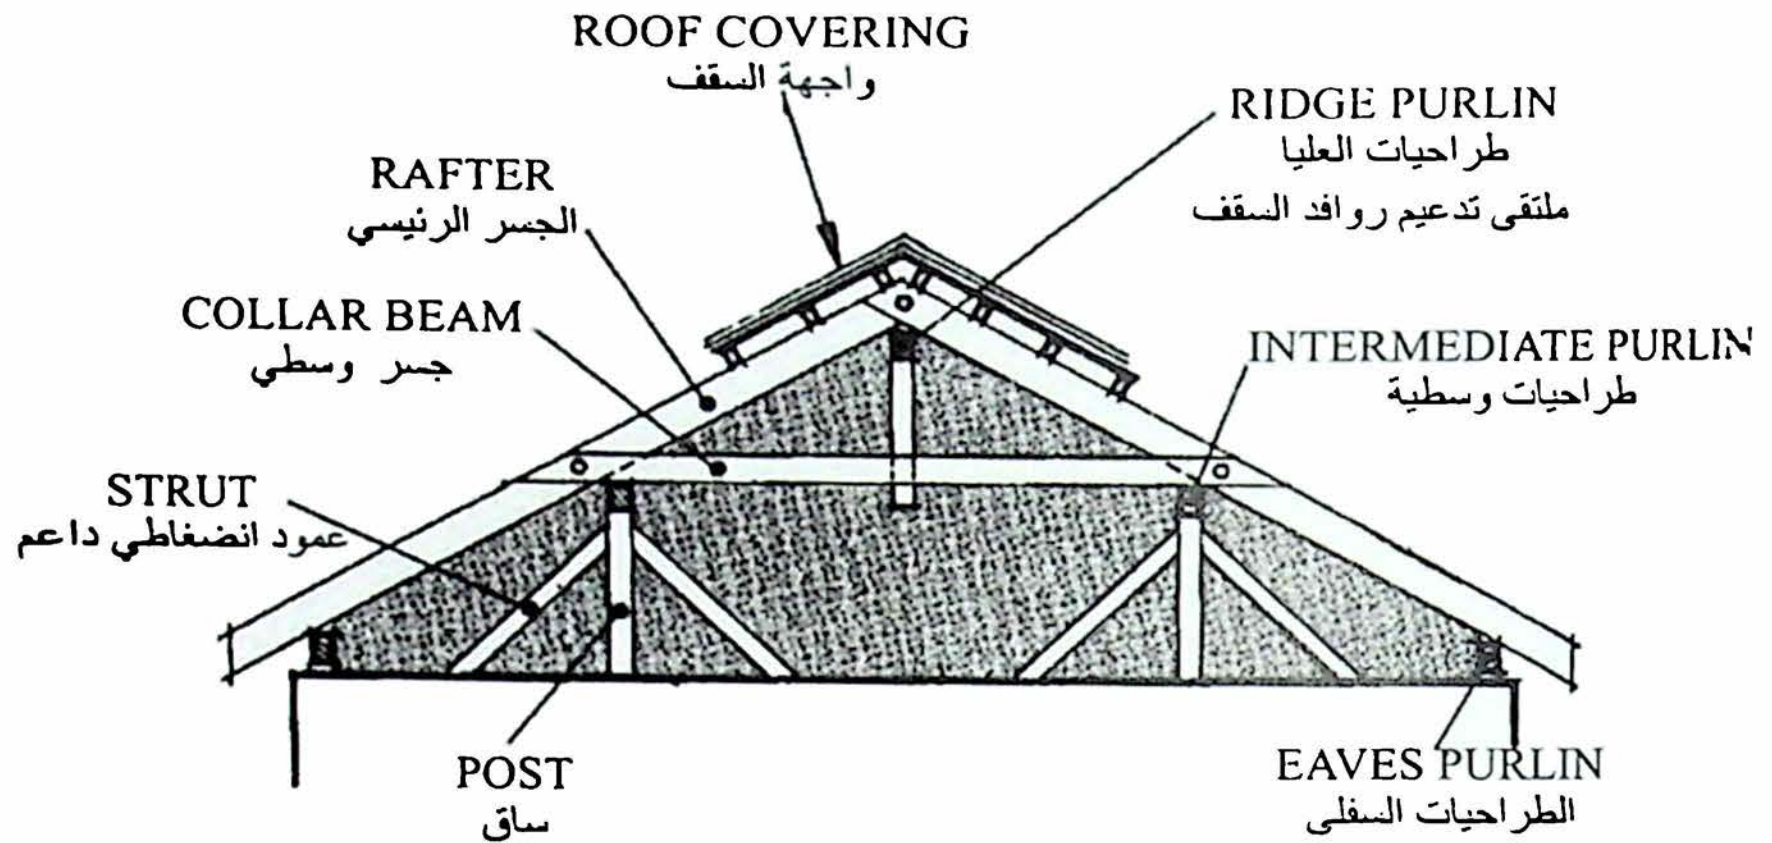 ROOF COVERING
واجهة السقف
RIDGE PURLIN
طراحيات العليا
ملتقى تدعيم روافد السقف
RAFTER
الجسر الرئيسي
COLLAR BEAM
جسر وسطي
INTERMEDIATE PURLIN
طراحيات وسطية
STRUT
عمود انضغاطي داعم
POST
ساق
EAVES PURLIN
الطراحيات السفلى